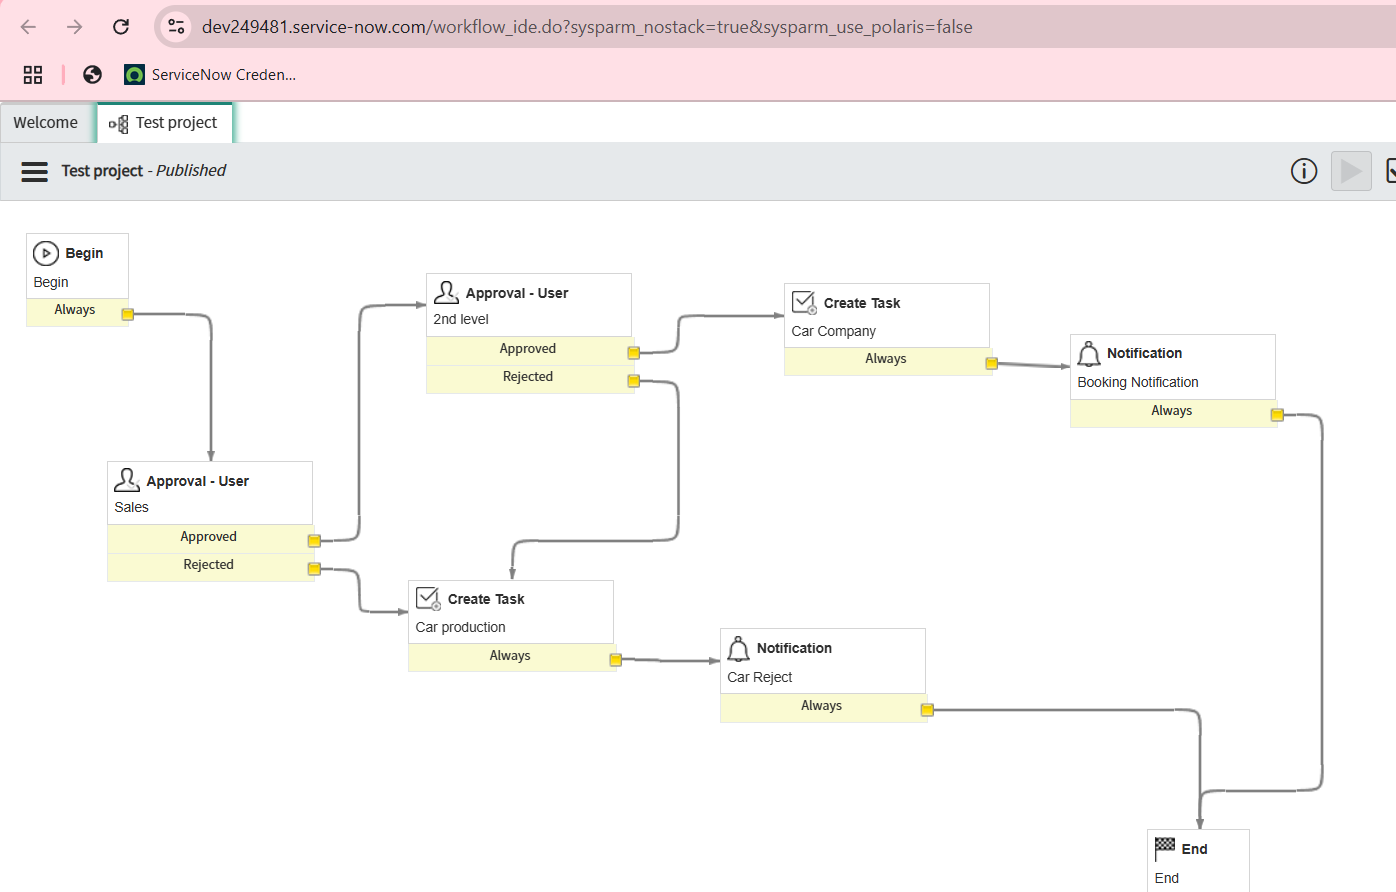 dev249481.service-now.com/workflow_ide.do?sysparm_nostack=true&sysparm_use_polaris=false
ServiceNow Creden...
Welcome
Test project
Test project - Published
Begin
Begin
Always
Approval - User
2nd level
Approved
Rejected
Create Task
Car Company
Always
Notification
Booking Notification
Always
Approval - User
Sales
Approved
Rejected
Create Task
Car production
Always
Notification
Car Reject
Always
End
End